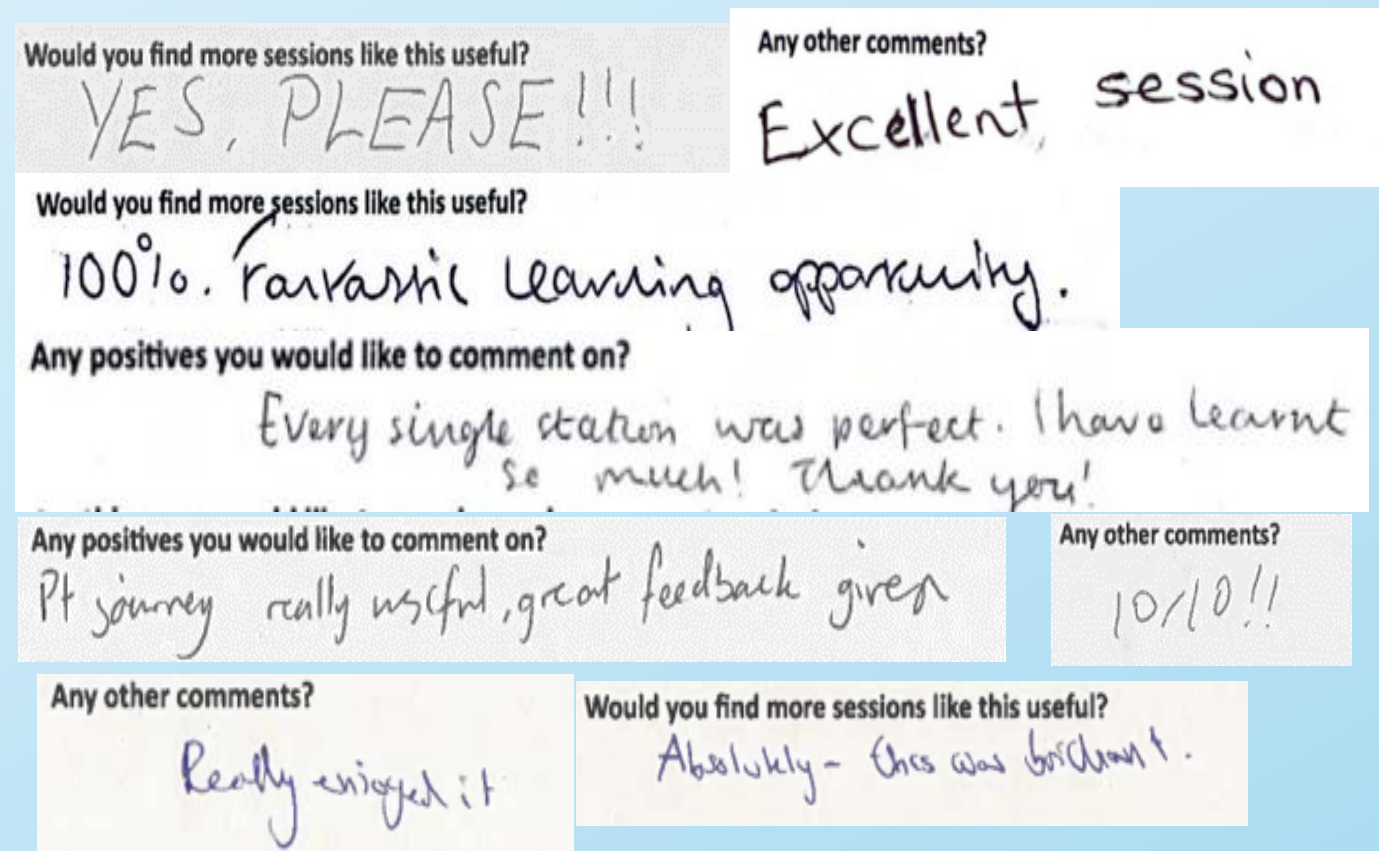 Would you find more sessions like this useful?
YES, PLEASE!!!
Any other comments?
Excellent session
Would you find more sessions like this useful?
100%. Fantastic learning opportunity.
Any positives you would like to comment on?
Every single station was perfect. I have learnt
so much! Thank you!
Any positives you would like to comment on?
Pt journey really useful, great feedback given
Any other comments?
10/10!!
Any other comments?
Really enjoyed it
Would you find more sessions like this useful?
Absolutely - this was brilliant.